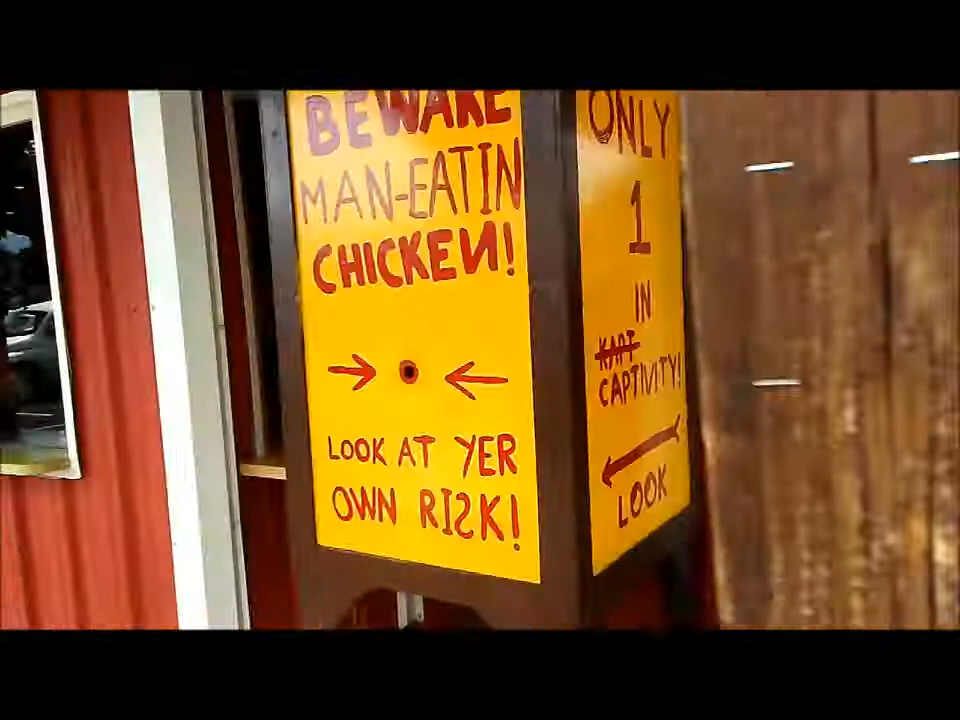 BEWARE
MAN-EATIN
CHICKEN!
LOOK AT YER
OWN RISK!
ONLY
1
IN
KAPT
CAPTIVITY!
LOOK